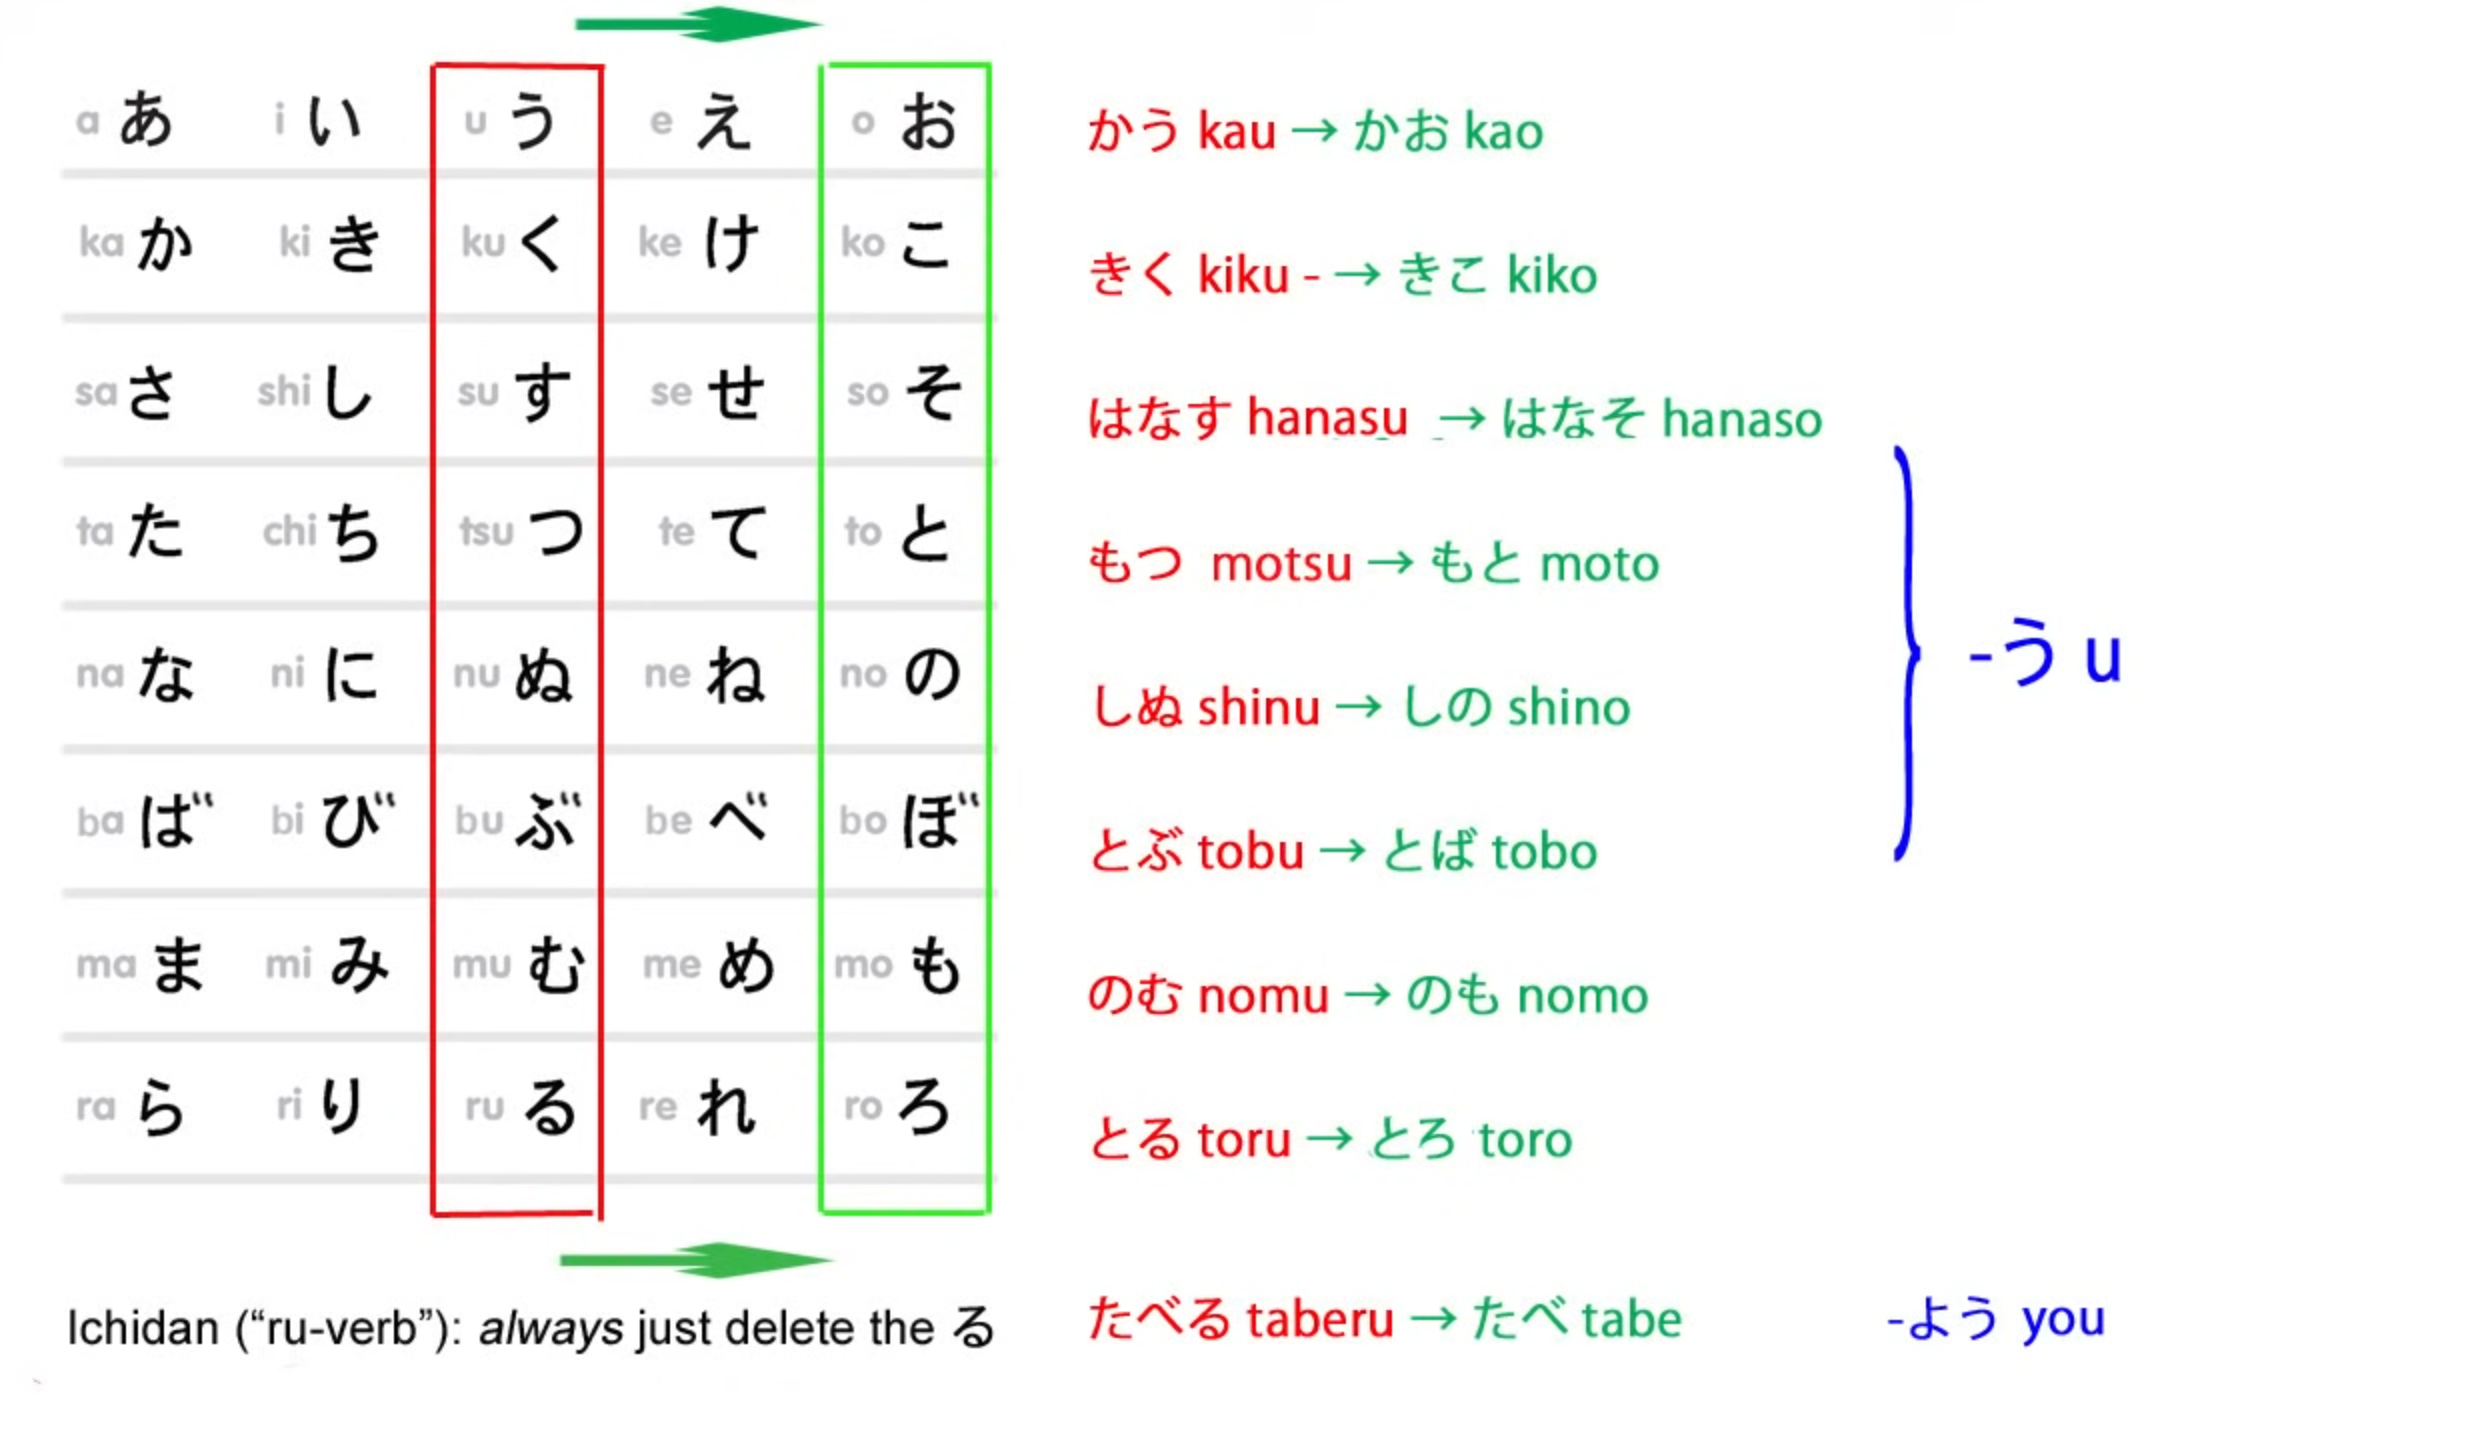 a あ i い u う e え o お
かう kau → かお kao
ka か ki き ku く ke け ko こ
きく kiku - → きこ kiko
sa さ shi し su す se せ so そ
はなす hanasu → はなそ hanaso
ta た chi ち tsu つ te て to と
もつ motsu → もと moto
na な ni に nu ぬ ne ね no の
しぬ shinu → しの shino
-う u
ba ば bi び bu ぶ be べ bo ぼ
とぶ tobu → とば tobo
ma ま mi み mu む me め mo も
のむ nomu → のも nomo
ra ら ri り ru る re れ ro ろ
とる toru → とろ toro
Ichidan (“ru-verb”): always just delete the る
たべる taberu → たべ tabe
-よう you